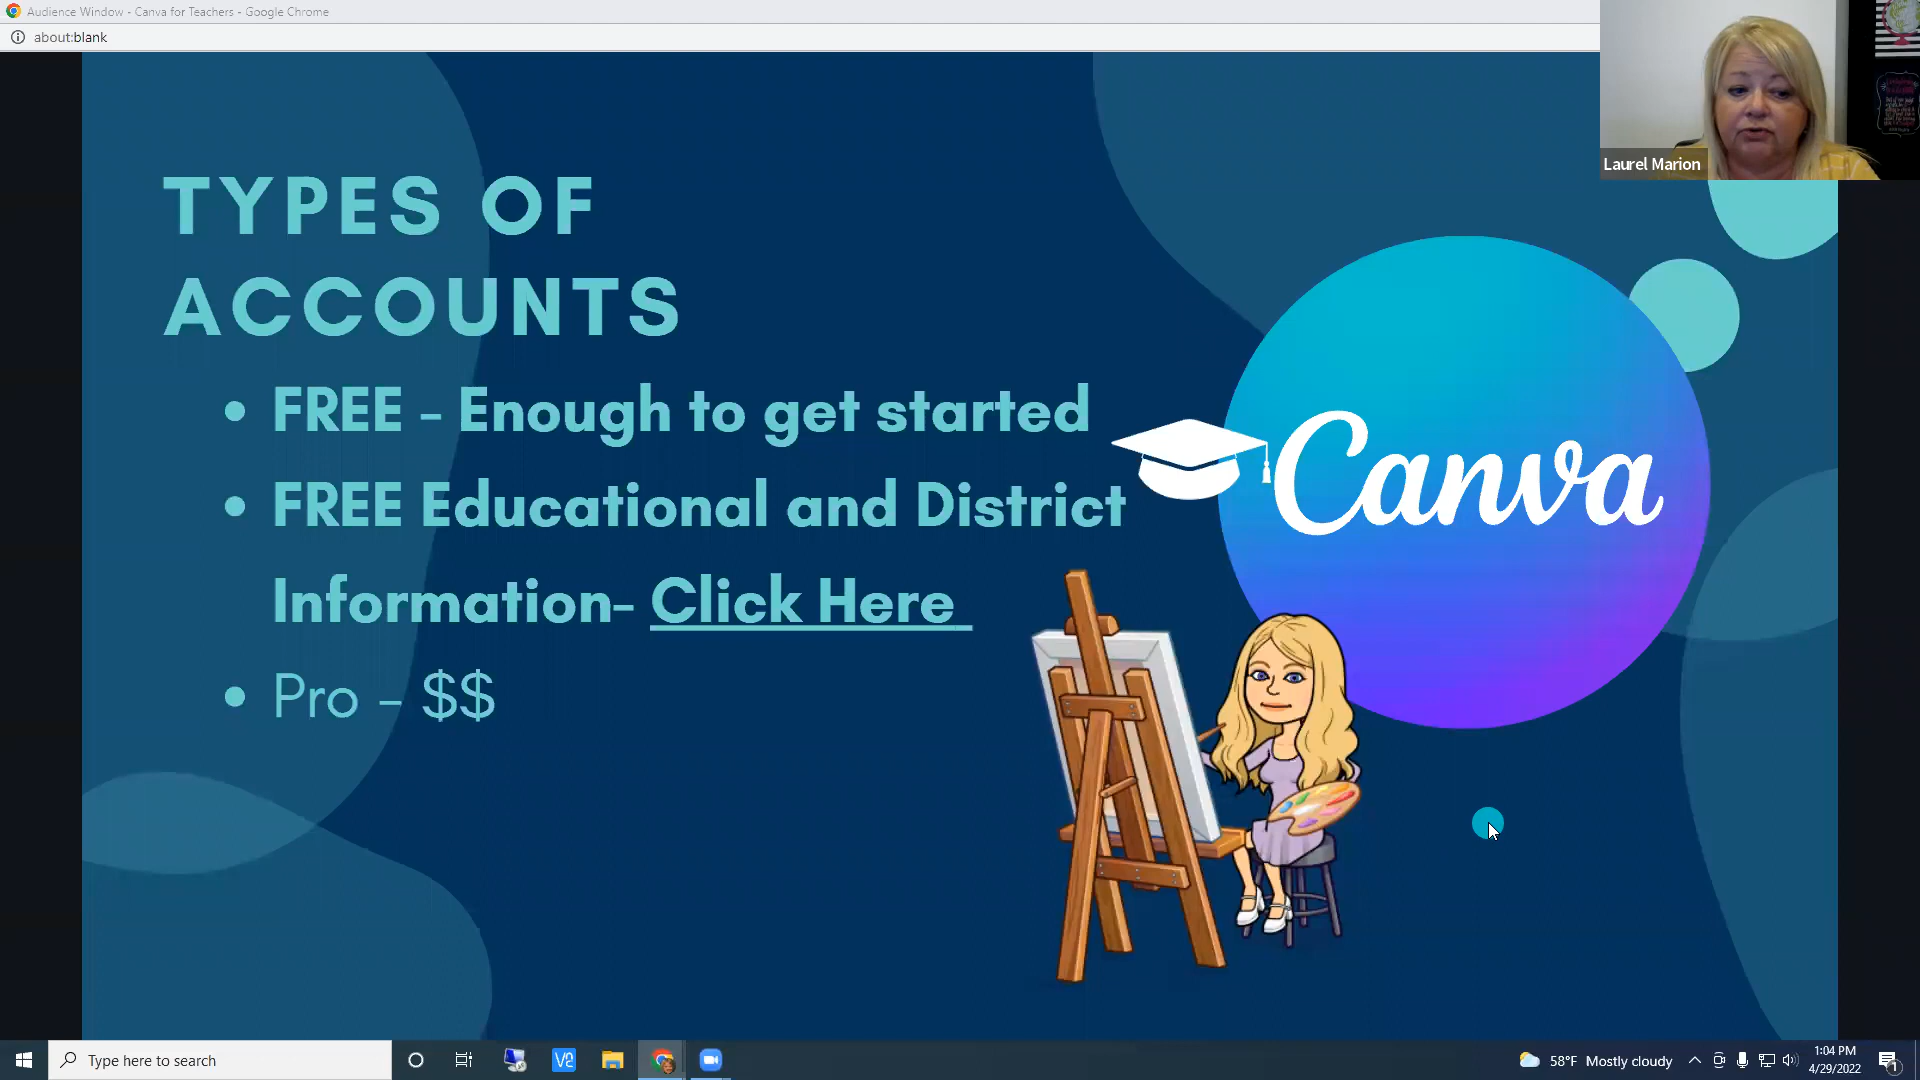 Audience Window - Canva for Teachers - Google Chrome
about:blank
Laurel Marion
TYPES OF
ACCOUNTS
• FREE - Enough to get started
• FREE Educational and District
Information- Click Here
• Pro - $$
Canva
Type here to search
V2
58°F Mostly cloudy
1:04 PM
4/29/2022
1